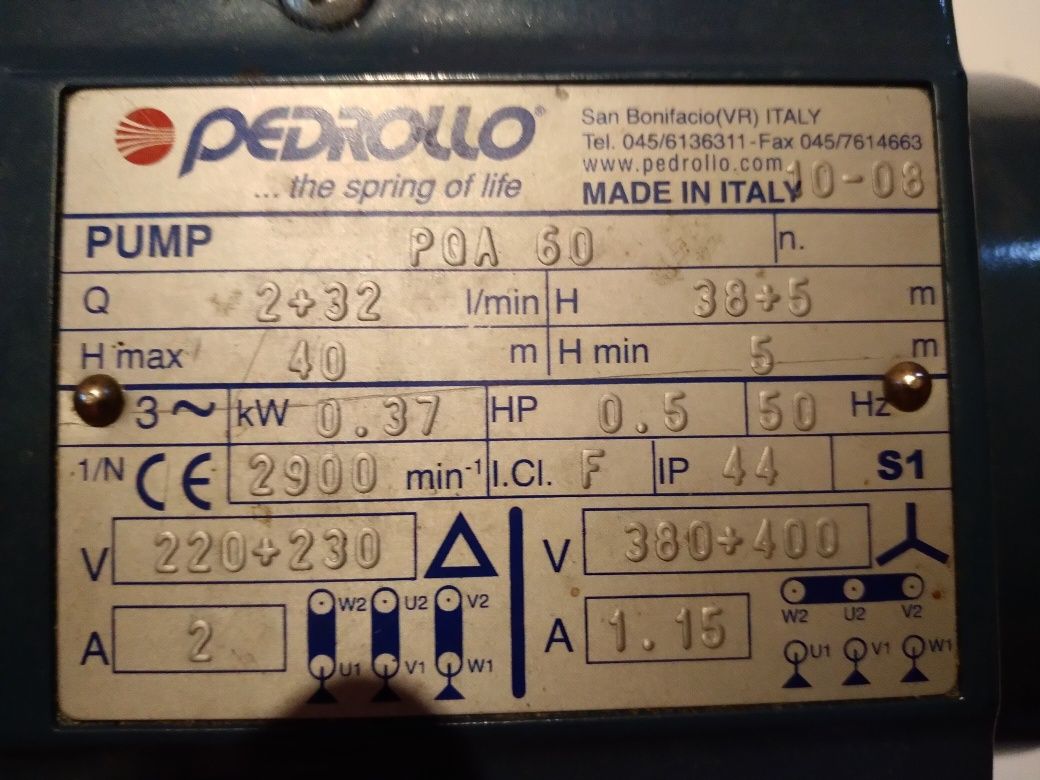 PEDROLLO®
... the spring of life
San Bonifacio(VR) ITALY
Tel. 045/6136311-Fax 045/7614663
www.pedrollo.com
MADE IN ITALY 10-08
PUMP PQA 60 n.
Q 2÷32 l/min H 38÷5 m
H max 40 m H min 5 m
3~ kW 0.37 HP 0.5 50 Hz
1/N CE 2900 min-1 I.Cl. F IP 44 S1
V 220÷230 Δ V 380÷400
W2 U2 V2
W2 U2 V2
A 2 A 1.15
U1 V1 W1
U1 V1 W1